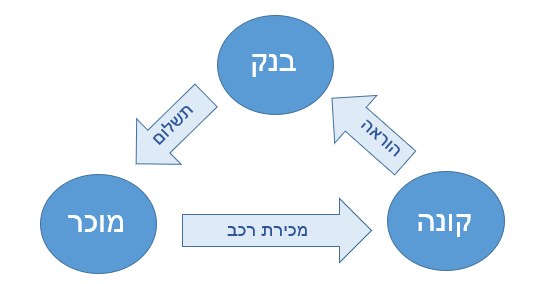 בנק
תשלום
הוראה
מוכר
מכירת רכב
קונה